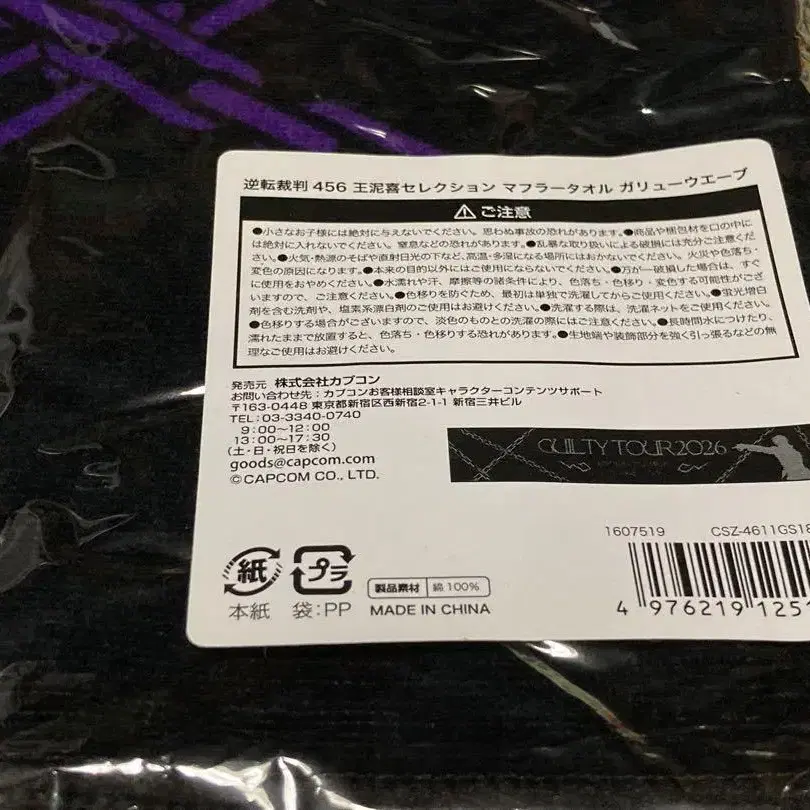 逆転裁判 456 王泥喜セレクション マフラータオル ガリューウエーブ
⚠ご注意
●小さなお子様には絶対に与えないでください。思わぬ事故の恐れがあります。●商品や梱包材を口の中に
は絶対に入れないでください。窒息などの恐れがあります。●乱暴な取り扱いによる破損には充分ご注意くだ
さい。●火気・熱源のそばや直射日光の下など、高温・多湿になる場所にはおかないでください。火災や色落ち・
変色の原因になります。●本来の目的以外にはご使用にならないでください。●万が一破損した場合は、すぐ
に使用をおやめください。●水濡れや汗、摩擦等の諸条件により、色落ち・色移り・変色する可能性がござ
いますので、ご注意ください。●色移りを防ぐため、最初は単独で洗濯してからご使用ください。●蛍光増白
剤を含む洗剤や、塩素系漂白剤のご使用はお避けください。●洗濯する際は、洗濯ネットをご使用ください。
●色移りする場合がございますので、淡色のものとの洗濯の際にはご注意ください。●長時間水につけたり、
濡れたままで放置すると、色落ち・色移りする恐れがあります。●生地端や装飾部分を強く引っ張るなどの無
理なご使用はお避けください。
発売元 株式会社カプコン
お問い合わせ先：カプコンお客様相談室キャラクターコンテンツサポート
〒163-0448 東京都新宿区西新宿2-1-1 新宿三井ビル
TEL：03-3340-0740
9：00~12：00
13：00~17：30
（土・日・祝日を除く）
goods@capcom.com
©CAPCOM CO., LTD.
GUILTY TOUR 2026
1607519 CSZ-4611GS18
4 976219 1251
紙 プラ
本紙 袋：PP
製品素材 綿100%
MADE IN CHINA